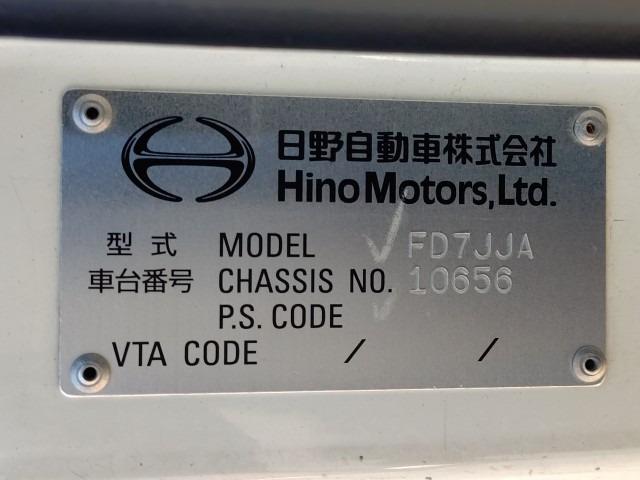 日野自動車株式会社
Hino Motors, Ltd.
型式 MODEL FD7JJA
車台番号 CHASSIS NO. 10656
P.S. CODE
VTA CODE / /